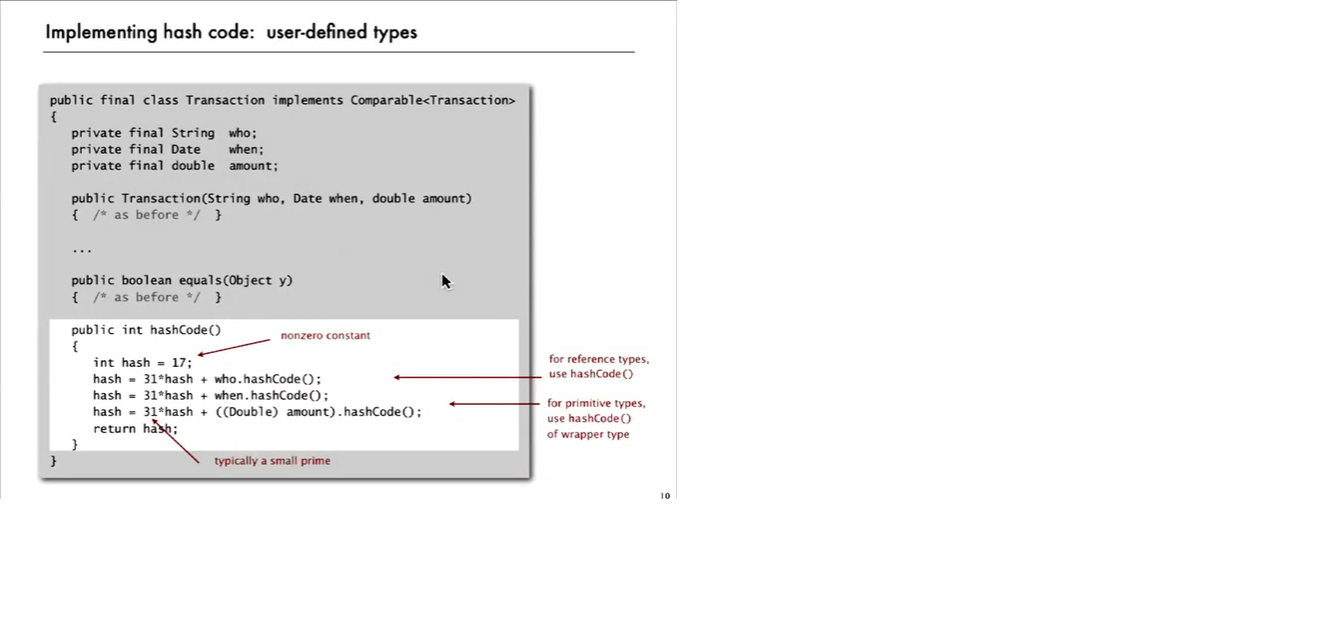 Implementing hash code: user-defined types
public final class Transaction implements Comparable<Transaction>
{
private final String who;
private final Date when;
private final double amount;
public Transaction(String who, Date when, double amount)
{ /* as before */ }
...
public boolean equals(Object y)
{ /* as before */ }
public int hashCode()
nonzero constant
{
int hash = 17;
hash = 31*hash + who.hashCode();
hash = 31*hash + when.hashCode();
hash = 31*hash + ((Double) amount).hashCode();
return hash;
}
}
typically a small prime
for reference types,
use hashCode()
for primitive types,
use hashCode()
of wrapper type
10